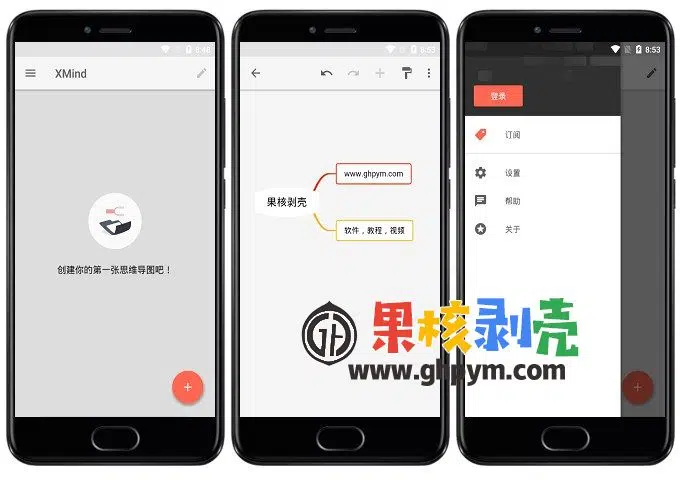 8:48
XMind
创建你的第一张思维导图吧！
8:53
果核剥壳
www.ghpym.com
软件，教程，视频
8:53
登录
订阅
设置
帮助
关于
GH
果核剥壳
www.ghpym.com